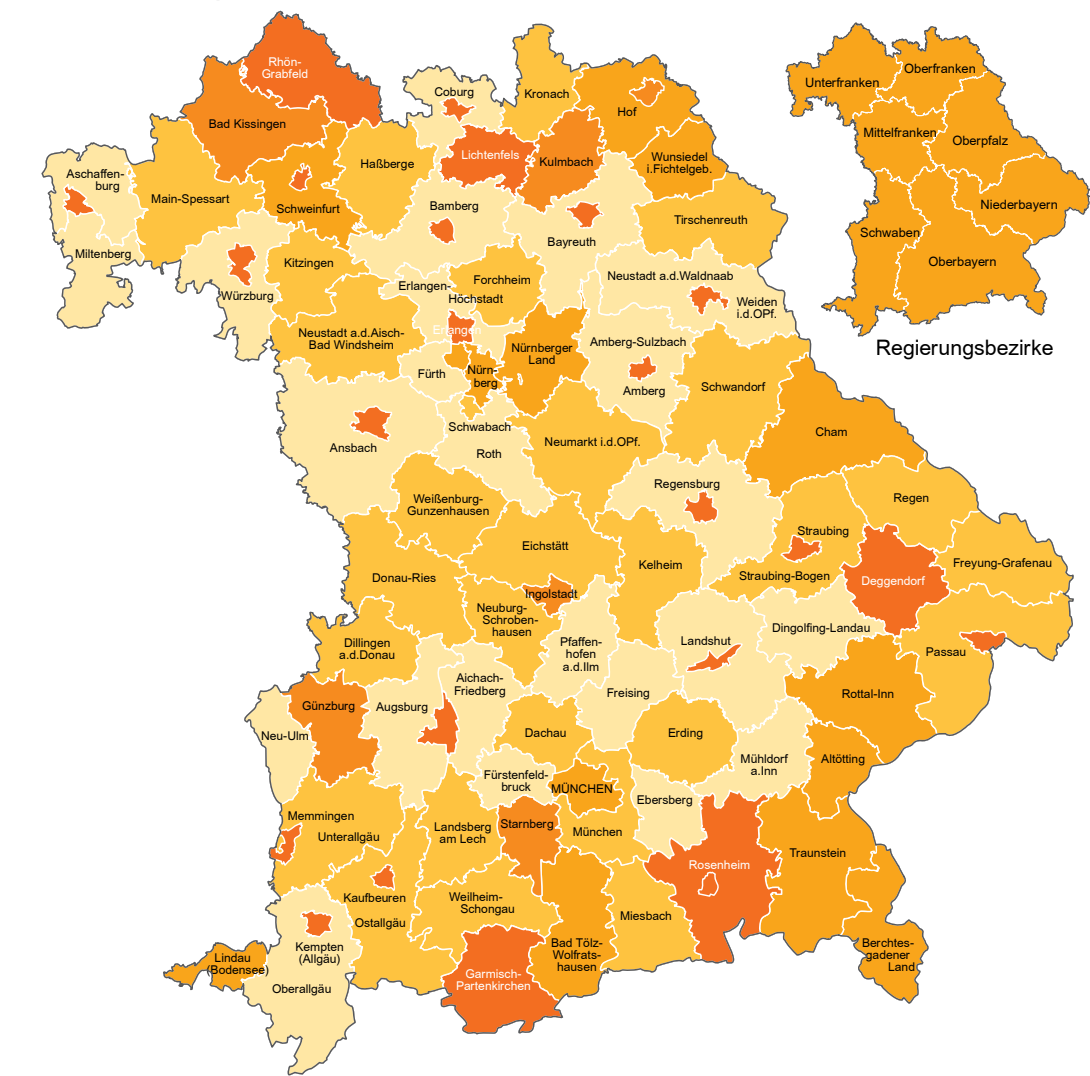 Rhön-
Grabfeld
Coburg
Kronach
Hof
Bad Kissingen
Lichtenfels
Kulmbach
Wunsiedel
i.Fichtelgeb.
Haßberge
Aschaffen-
burg
Main-Spessart
Schweinfurt
Bamberg
Tirschenreuth
Bayreuth
Miltenberg
Kitzingen
Würzburg
Erlangen-
Höchstadt
Forchheim
Neustadt a.d.Waldnaab
Weiden
i.d.OPf.
Erlangen
Neustadt a.d.Aisch-
Bad Windsheim
Nürnberger
Land
Amberg-Sulzbach
Amberg
Fürth
Nürn-
berg
Schwandorf
Schwabach
Ansbach
Roth
Neumarkt i.d.OPf.
Cham
Regensburg
Weißenburg-
Gunzenhausen
Regen
Straubing
Eichstätt
Kelheim
Freyung-Grafenau
Donau-Ries
Straubing-Bogen
Deggendorf
Ingolstadt
Neuburg-
Schroben-
hausen
Dingolfing-Landau
Landshut
Dillingen
a.d.Donau
Pfaffen-
hofen
a.d.Ilm
Passau
Aichach-
Friedberg
Freising
Rottal-Inn
Günzburg
Augsburg
Neu-Ulm
Dachau
Erding
Mühldorf
a.Inn
Altötting
Fürstenfeld-
bruck
MÜNCHEN
Ebersberg
Memmingen
Unterallgäu
Landsberg
am Lech
Starnberg
München
Traunstein
Rosenheim
Kaufbeuren
Ostallgäu
Weilheim-
Schongau
Miesbach
Bad Tölz-
Wolfrats-
hausen
Berchtes-
gadener
Land
Kempten
(Allgäu)
Lindau
(Bodensee)
Oberallgäu
Garmisch-
Partenkirchen
Unterfranken
Oberfranken
Mittelfranken
Oberpfalz
Niederbayern
Schwaben
Oberbayern
Regierungsbezirke